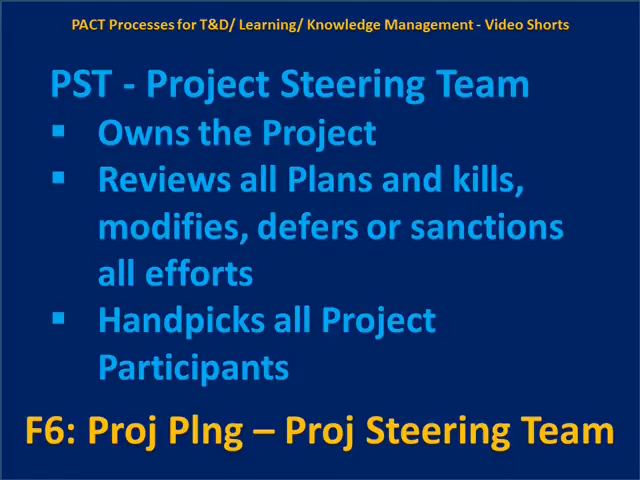 PACT Processes for T&D/ Learning/ Knowledge Management - Video Shorts
PST - Project Steering Team
▪ Owns the Project
▪ Reviews all Plans and kills,
modifies, defers or sanctions
all efforts
▪ Handpicks all Project
Participants
F6: Proj Plng – Proj Steering Team